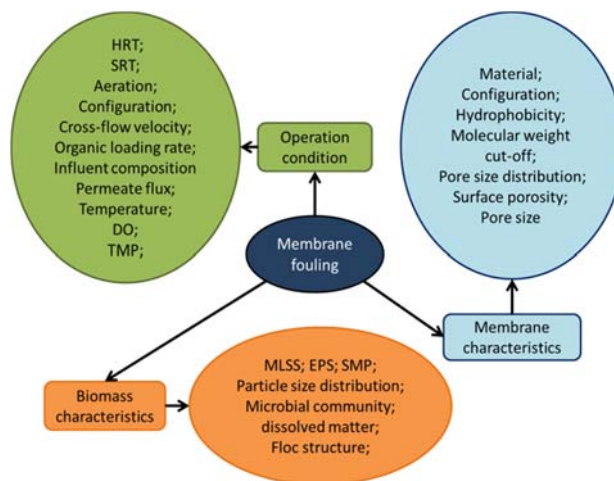 HRT;
SRT;
Aeration;
Configuration;
Cross-flow velocity;
Organic loading rate;
Influent composition
Permeate flux;
Temperature;
DO;
TMP;
Operation
condition
Material;
Configuration;
Hydrophobicity;
Molecular weight
cut-off;
Pore size distribution;
Surface porosity;
Pore size
Membrane
fouling
Membrane
characteristics
Biomass
characteristics
MLSS; EPS; SMP;
Particle size distribution;
Microbial community;
dissolved matter;
Floc structure;